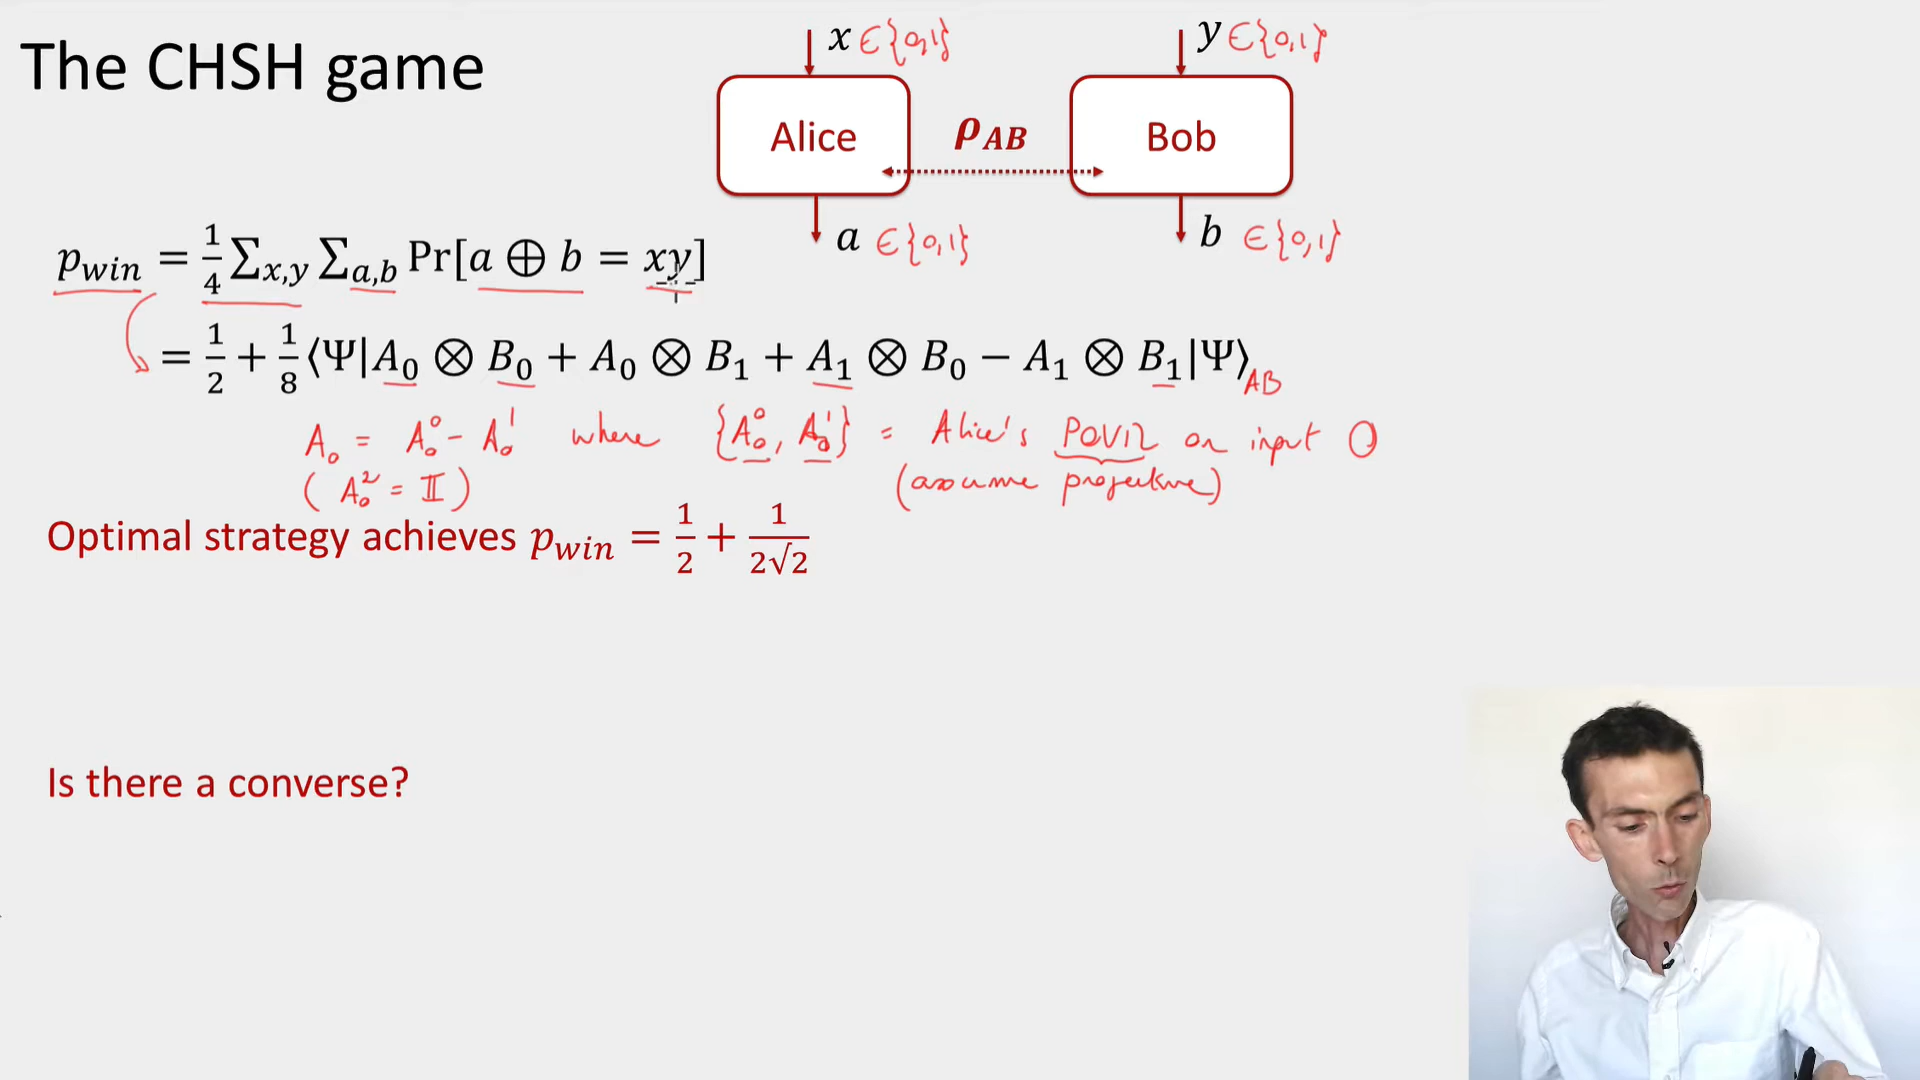 The CHSH game
x ∈ {0,1}
y ∈ {0,1}
Alice
ρ_AB
Bob
a ∈ {0,1}
b ∈ {0,1}
p_win = 1/4 Σ_{x,y} Σ_{a,b} Pr[a ⊕ b = xy]
= 1/2 + 1/8 ⟨Ψ|A_0 ⊗ B_0 + A_0 ⊗ B_1 + A_1 ⊗ B_0 − A_1 ⊗ B_1|Ψ⟩_AB
A_0 = A_0^0 - A_0^1 where {A_0^0, A_0^1} = Alice's POVM on input 0
(A_0^2 = 𝕀) (assume projective)
Optimal strategy achieves p_win = 1/2 + 1/(2√2)
Is there a converse?